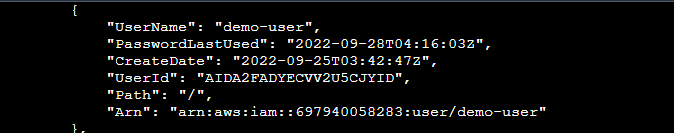 {
"UserName": "demo-user",
"PasswordLastUsed": "2022-09-28T04:16:03Z",
"CreateDate": "2022-09-25T03:42:47Z",
"UserId": "AIDA2FADYECVV2U5CJYID",
"Path": "/",
"Arn": "arn:aws:iam::697940058283:user/demo-user"
},